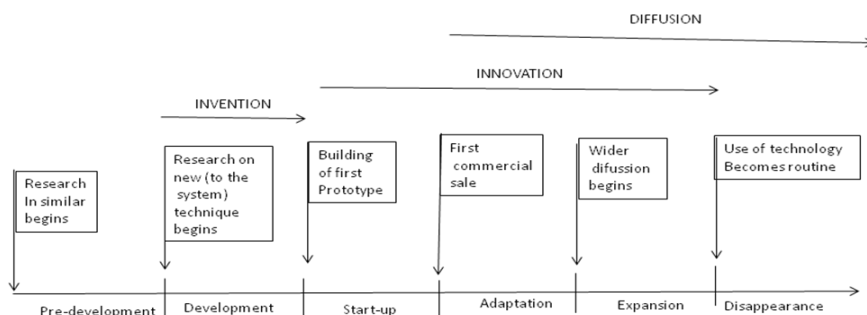 DIFFUSION
INNOVATION
INVENTION
Research
In similar
begins
Research on
new (to the
system)
technique
begins
Building
of first
Prototype
First
commercial
sale
Wider
difussion
begins
Use of technology
Becomes routine
Pre-development
Development
Start-up
Adaptation
Expansion
Disappearance